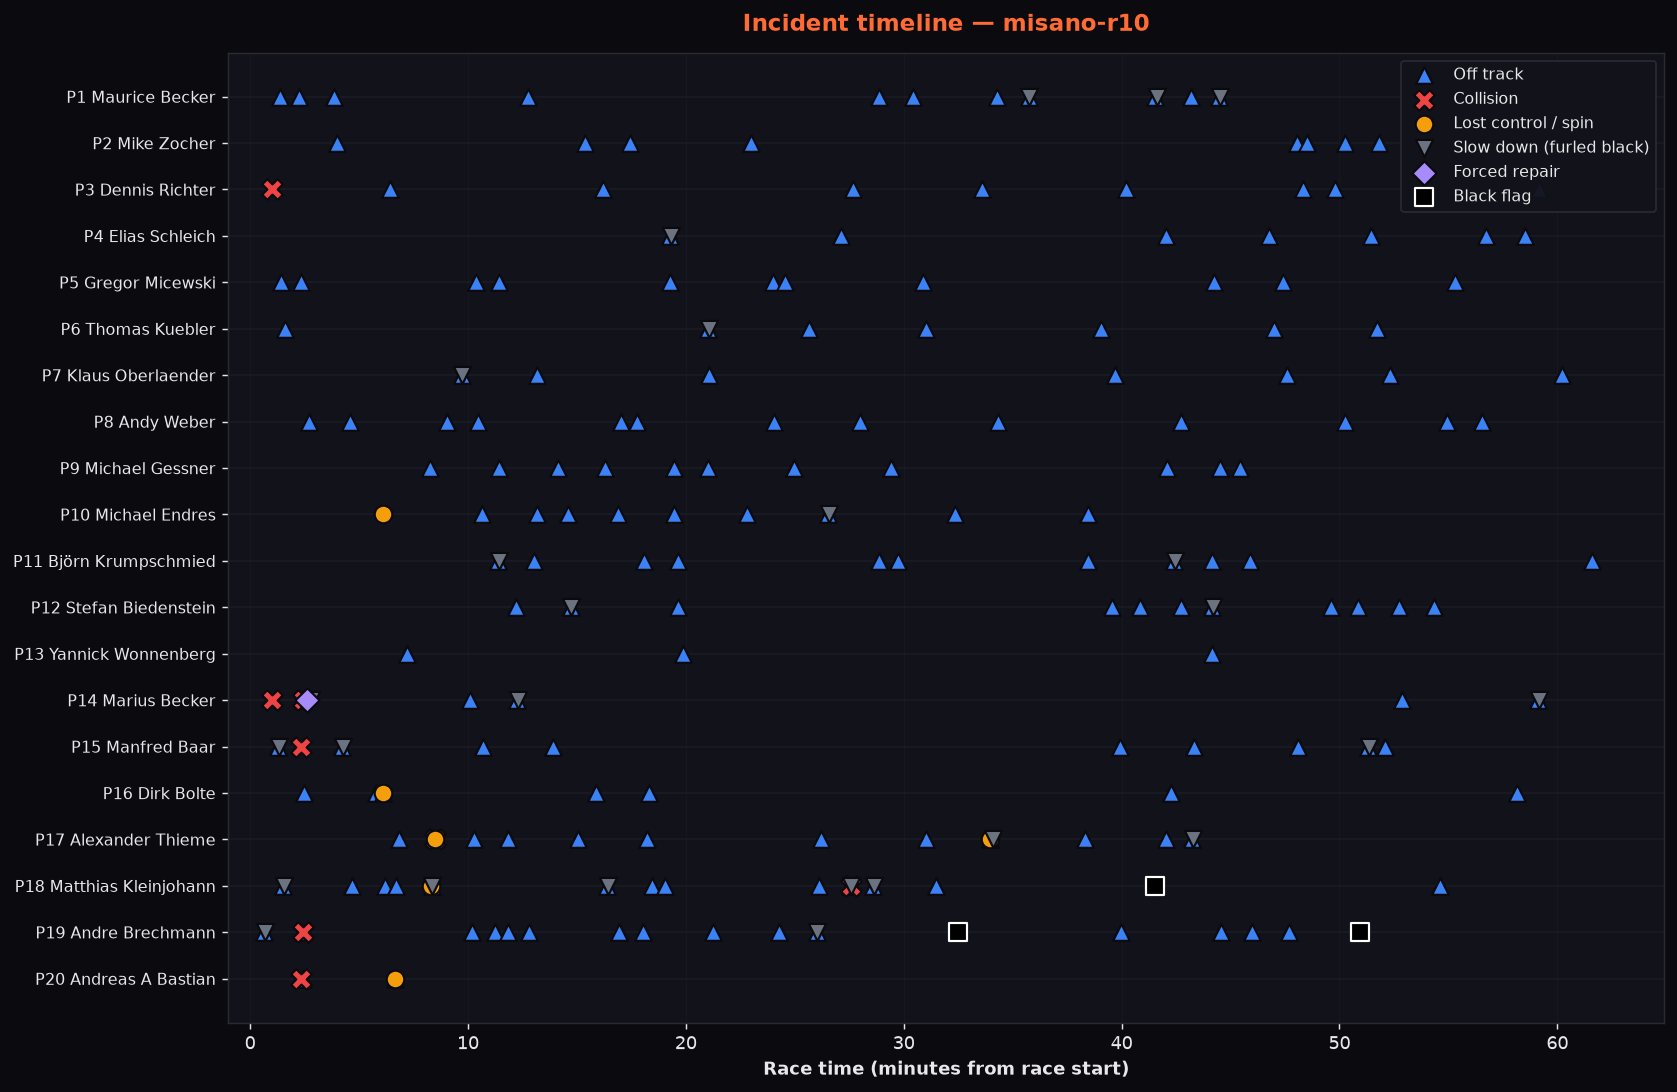 Incident timeline — misano-r10
Off track
Collision
Lost control / spin
Slow down (furled black)
Forced repair
Black flag
P1 Maurice Becker
P2 Mike Zocher
P3 Dennis Richter
P4 Elias Schleich
P5 Gregor Micewski
P6 Thomas Kuebler
P7 Klaus Oberlaender
P8 Andy Weber
P9 Michael Gessner
P10 Michael Endres
P11 Björn Krumpschmied
P12 Stefan Biedenstein
P13 Yannick Wonnenberg
P14 Marius Becker
P15 Manfred Baar
P16 Dirk Bolte
P17 Alexander Thieme
P18 Matthias Kleinjohann
P19 Andre Brechmann
P20 Andreas A Bastian
0 10 20 30 40 50 60
Race time (minutes from race start)